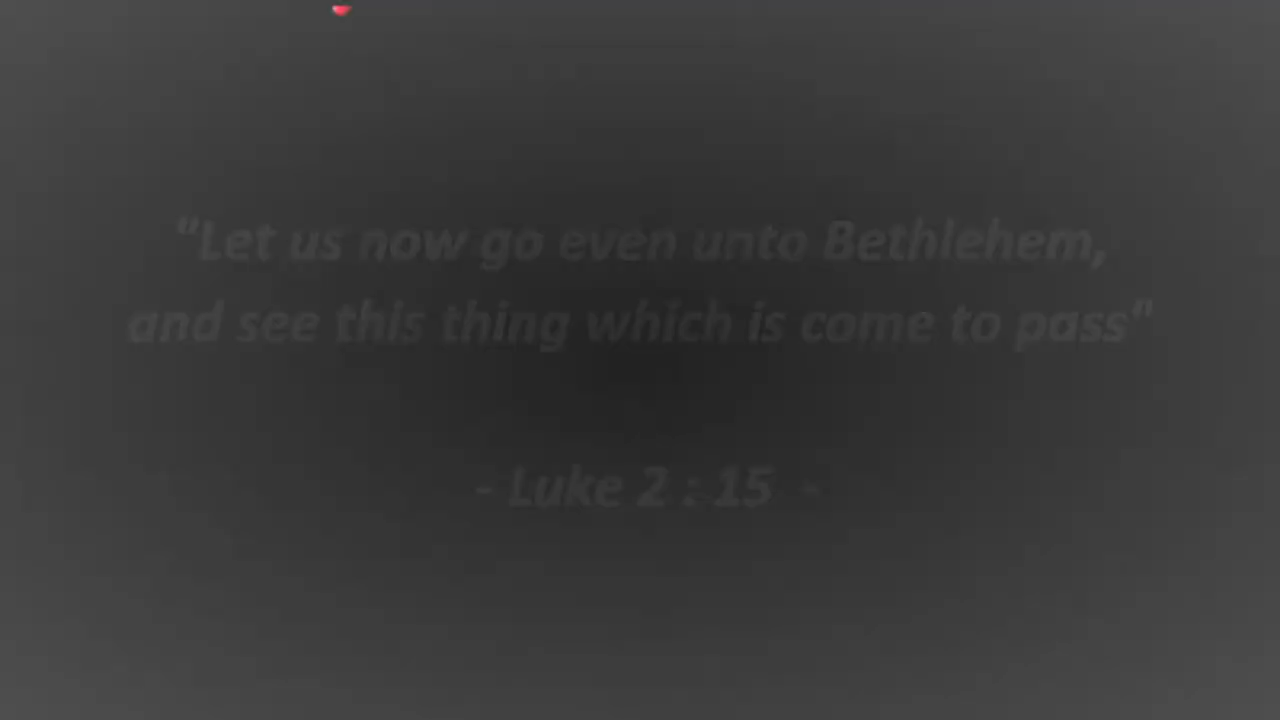 "Let us now go even unto Bethlehem,
and see this thing which is come to pass"
- Luke 2 : 15 -